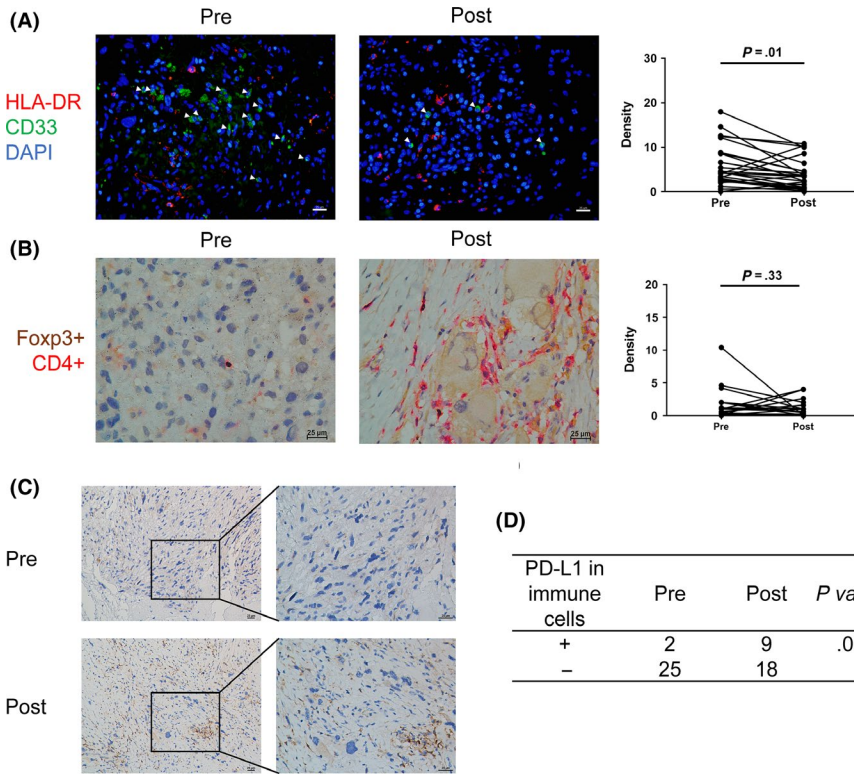 (A)
Pre
Post
HLA-DR
CD33
DAPI
P = .01
30
20
10
0
Density
Pre
Post
(B)
Pre
Post
Foxp3+
CD4+
25 µm
25 µm
P = .33
20
15
10
5
0
Density
Pre
Post
(C)
Pre
Post
(D)
PD-L1 in
immune
cells
Pre
Post
P va
+
2
9
.0
–
25
18